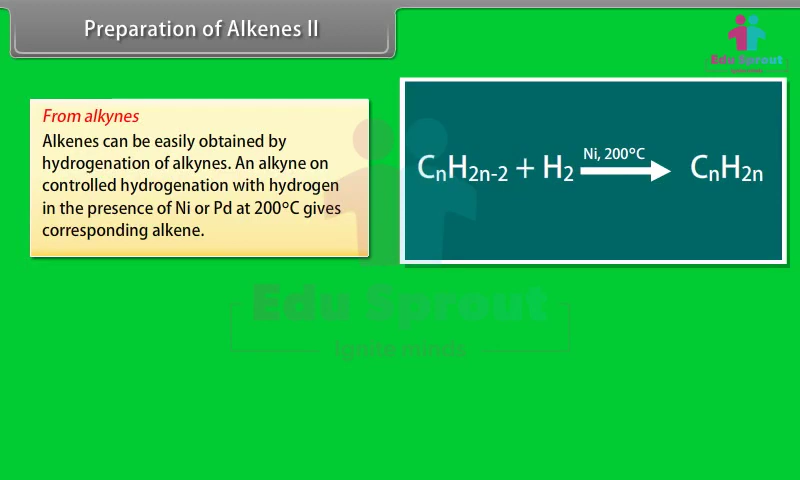 Preparation of Alkenes II
Edu Sprout
From alkynes
Alkenes can be easily obtained by
hydrogenation of alkynes. An alkyne on
controlled hydrogenation with hydrogen
in the presence of Ni or Pd at 200°C gives
corresponding alkene.
Ni, 200°C
CnH2n-2 + H2 ⟶ CnH2n
Edu Sprout
Ignite minds